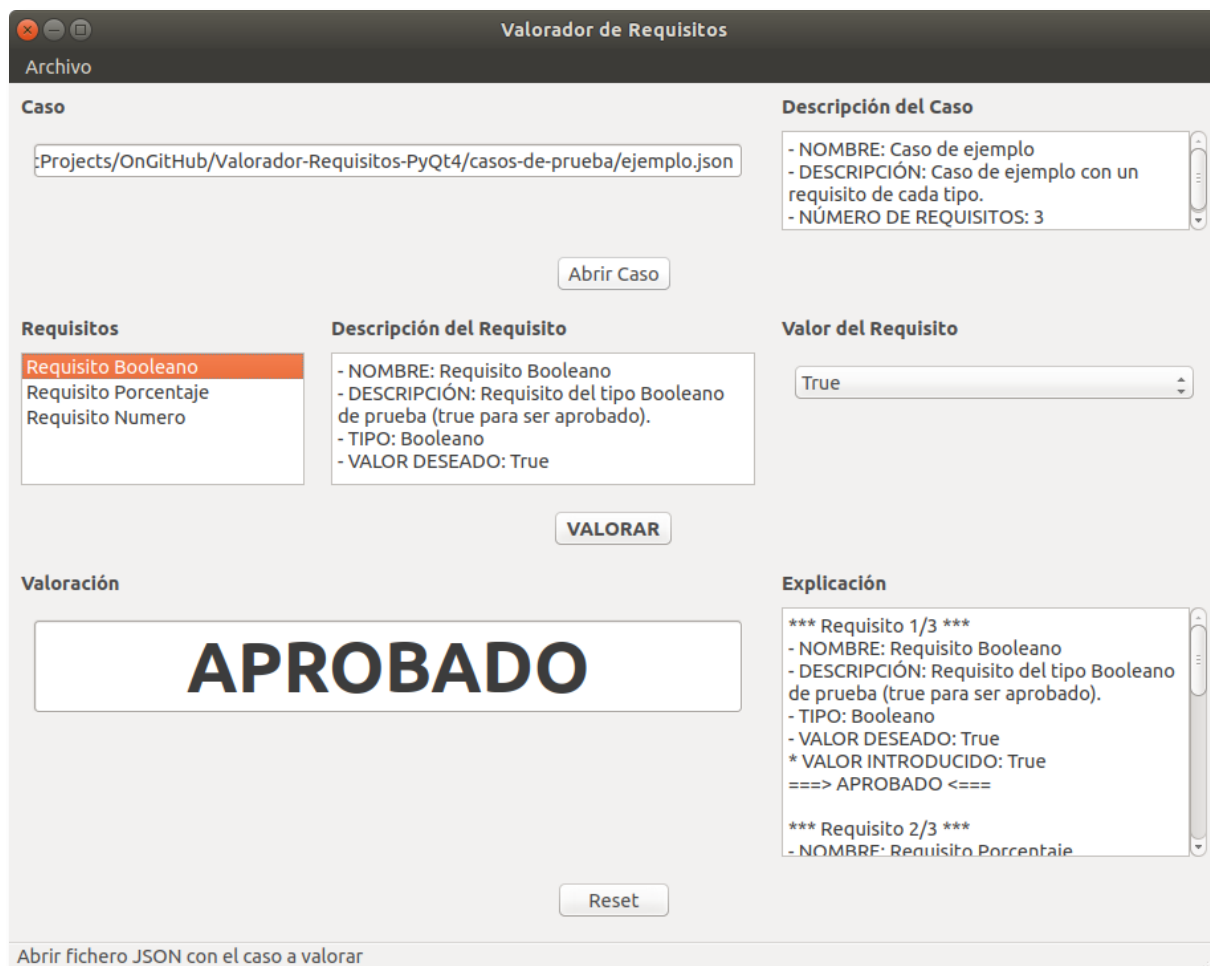 Valorador de Requisitos
Archivo
Caso
Descripción del Caso
:Projects/OnGitHub/Valorador-Requisitos-PyQt4/casos-de-prueba/ejemplo.json
- NOMBRE: Caso de ejemplo
- DESCRIPCIÓN: Caso de ejemplo con un
requisito de cada tipo.
- NÚMERO DE REQUISITOS: 3
Abrir Caso
Requisitos
Descripción del Requisito
Valor del Requisito
Requisito Booleano
Requisito Porcentaje
Requisito Numero
- NOMBRE: Requisito Booleano
- DESCRIPCIÓN: Requisito del tipo Booleano
de prueba (true para ser aprobado).
- TIPO: Booleano
- VALOR DESEADO: True
True
VALORAR
Valoración
Explicación
APROBADO
*** Requisito 1/3 ***
- NOMBRE: Requisito Booleano
- DESCRIPCIÓN: Requisito del tipo Booleano
de prueba (true para ser aprobado).
- TIPO: Booleano
- VALOR DESEADO: True
* VALOR INTRODUCIDO: True
===> APROBADO <===
*** Requisito 2/3 ***
- NOMBRE: Requisito Porcentaje
Reset
Abrir fichero JSON con el caso a valorar